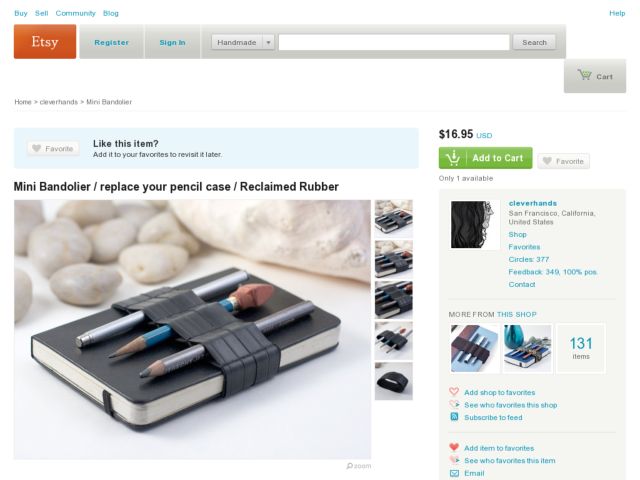 Buy Sell Community Blog Help
Etsy Register Sign In Handmade Search
Cart
Home > cleverhands > Mini Bandolier
Like this item?
Favorite
Add it to your favorites to revisit it later.
$16.95 USD
Add to Cart Favorite
Only 1 available
Mini Bandolier / replace your pencil case / Reclaimed Rubber
zoom
cleverhands
San Francisco, California,
United States
Shop
Favorites
Circles: 377
Feedback: 349, 100% pos.
Contact
MORE FROM THIS SHOP
131
items
Add shop to favorites
See who favorites this shop
Subscribe to feed
Add item to favorites
See who favorites this item
Email